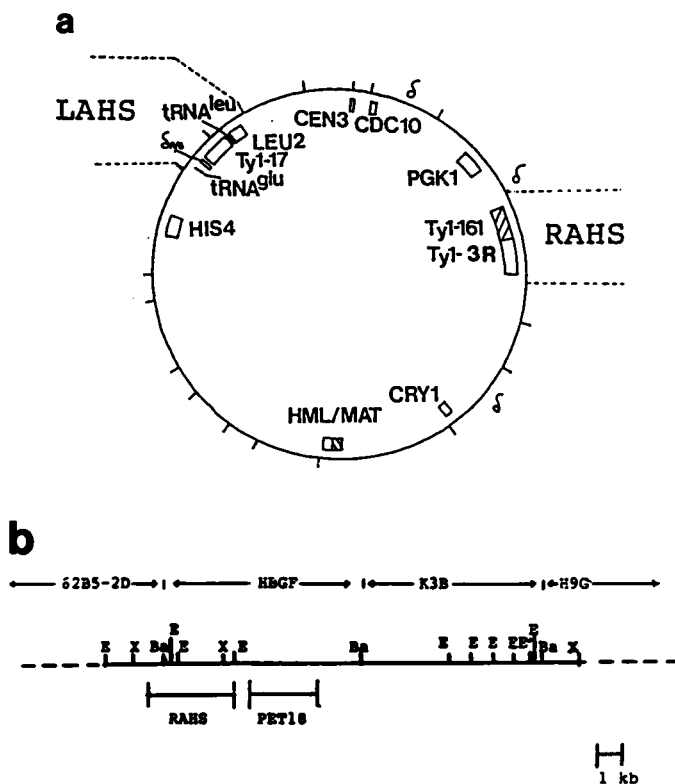 a
LAHS
tRNAleu
δ
CEN3
CDC10
LEU2
Ty1-17
δ
tRNAglu
PGK1
δ
HIS4
Ty1-161
Ty1-3R
RAHS
CRY1
δ
HML/MAT
b
δ2B5-2D
H6GF
K3B
H9G
E X Ba E E X E Ba E E E E E E Ba X
RAHS
PET18
1 kb